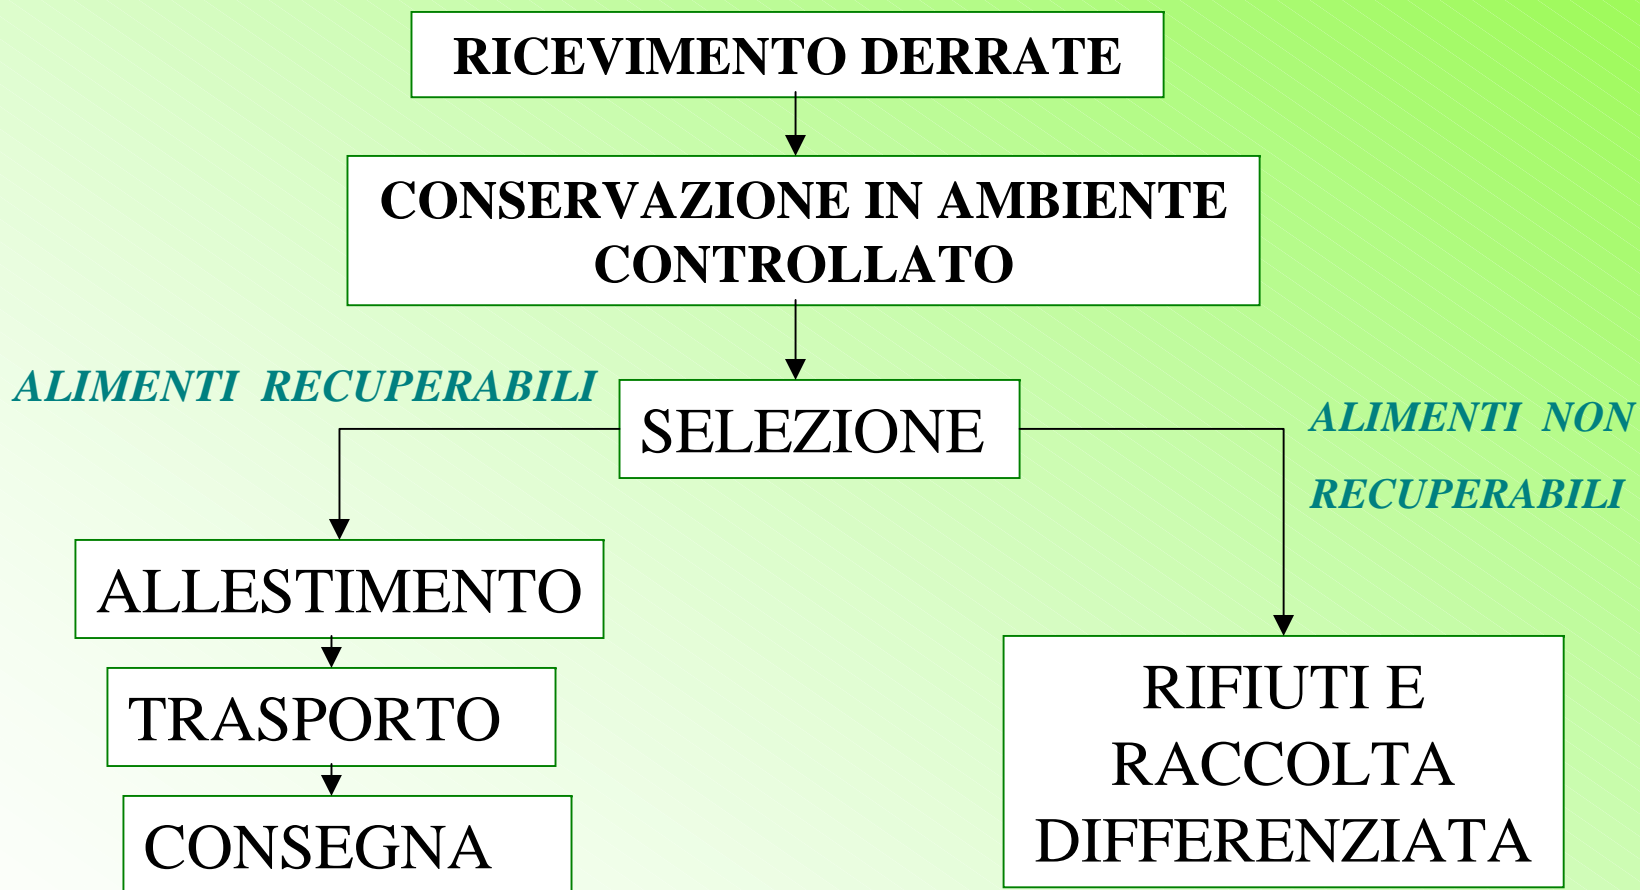 RICEVIMENTO DERRATE
CONSERVAZIONE IN AMBIENTE
CONTROLLATO
ALIMENTI RECUPERABILI
SELEZIONE
ALIMENTI NON
RECUPERABILI
ALLESTIMENTO
TRASPORTO
CONSEGNA
RIFIUTI E
RACCOLTA
DIFFERENZIATA